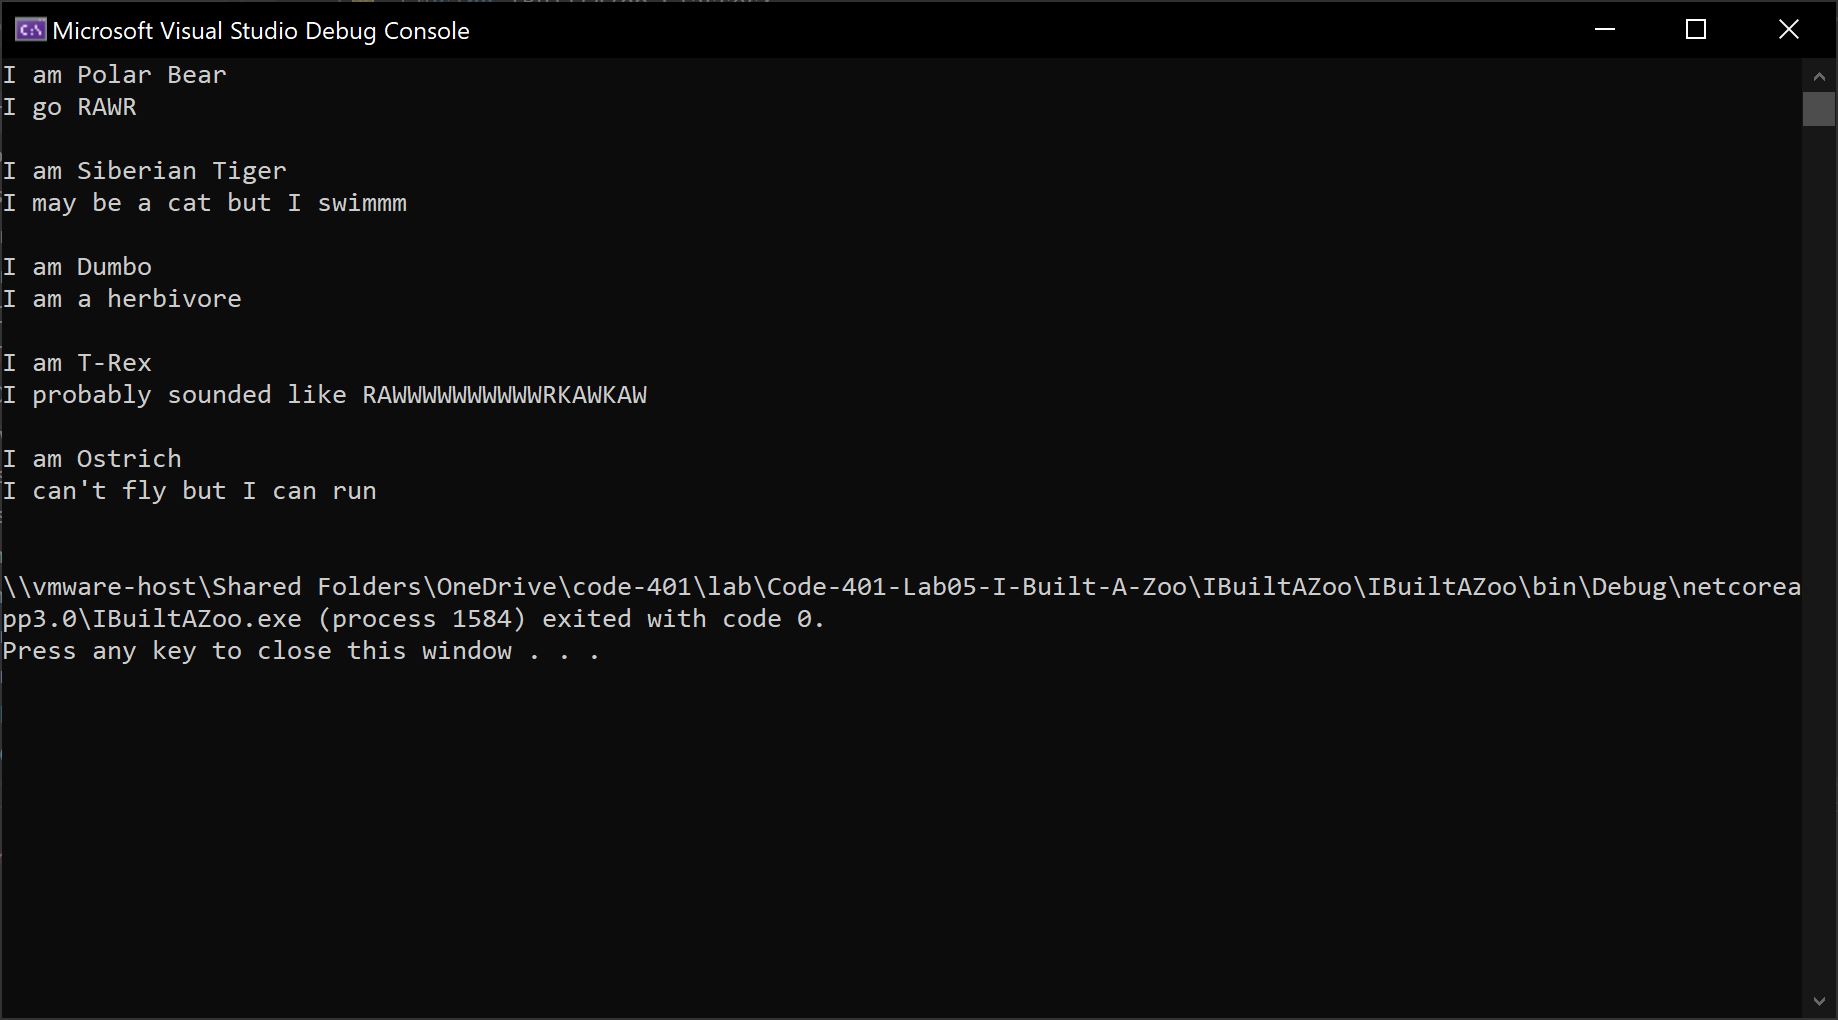 Microsoft Visual Studio Debug Console
I am Polar Bear
I go RAWR
I am Siberian Tiger
I may be a cat but I swimmm
I am Dumbo
I am a herbivore
I am T-Rex
I probably sounded like RAWWWWWWWWWWRKAWKAW
I am Ostrich
I can't fly but I can run
\\vmware-host\Shared Folders\OneDrive\code-401\lab\Code-401-Lab05-I-Built-A-Zoo\IBuiltAZoo\IBuiltAZoo\bin\Debug\netcorea
pp3.0\IBuiltAZoo.exe (process 1584) exited with code 0.
Press any key to close this window . . .